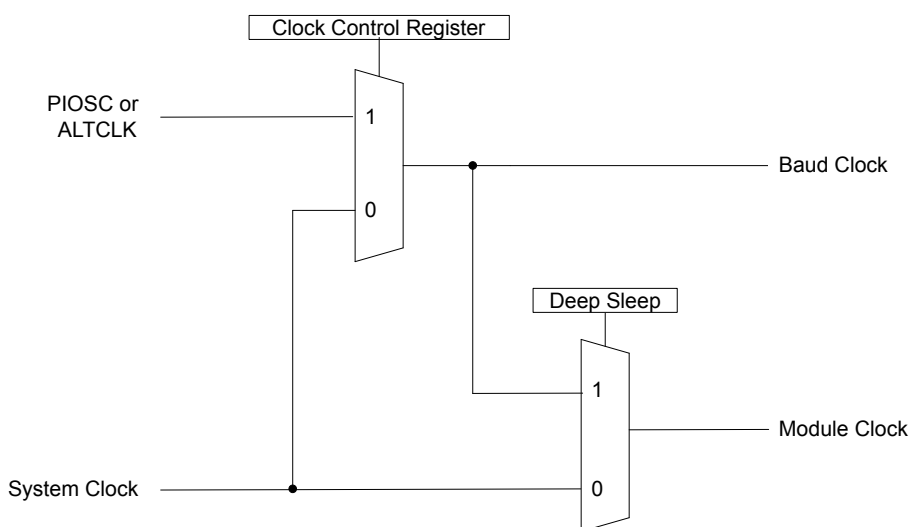 Clock Control Register
PIOSC or
ALTCLK
1
Baud Clock
0
Deep Sleep
1
Module Clock
System Clock
0